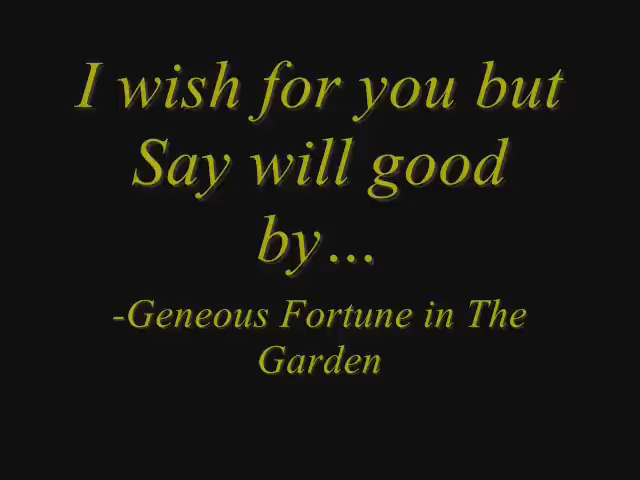 I wish for you but
Say will good
by...
-Geneous Fortune in The
Garden